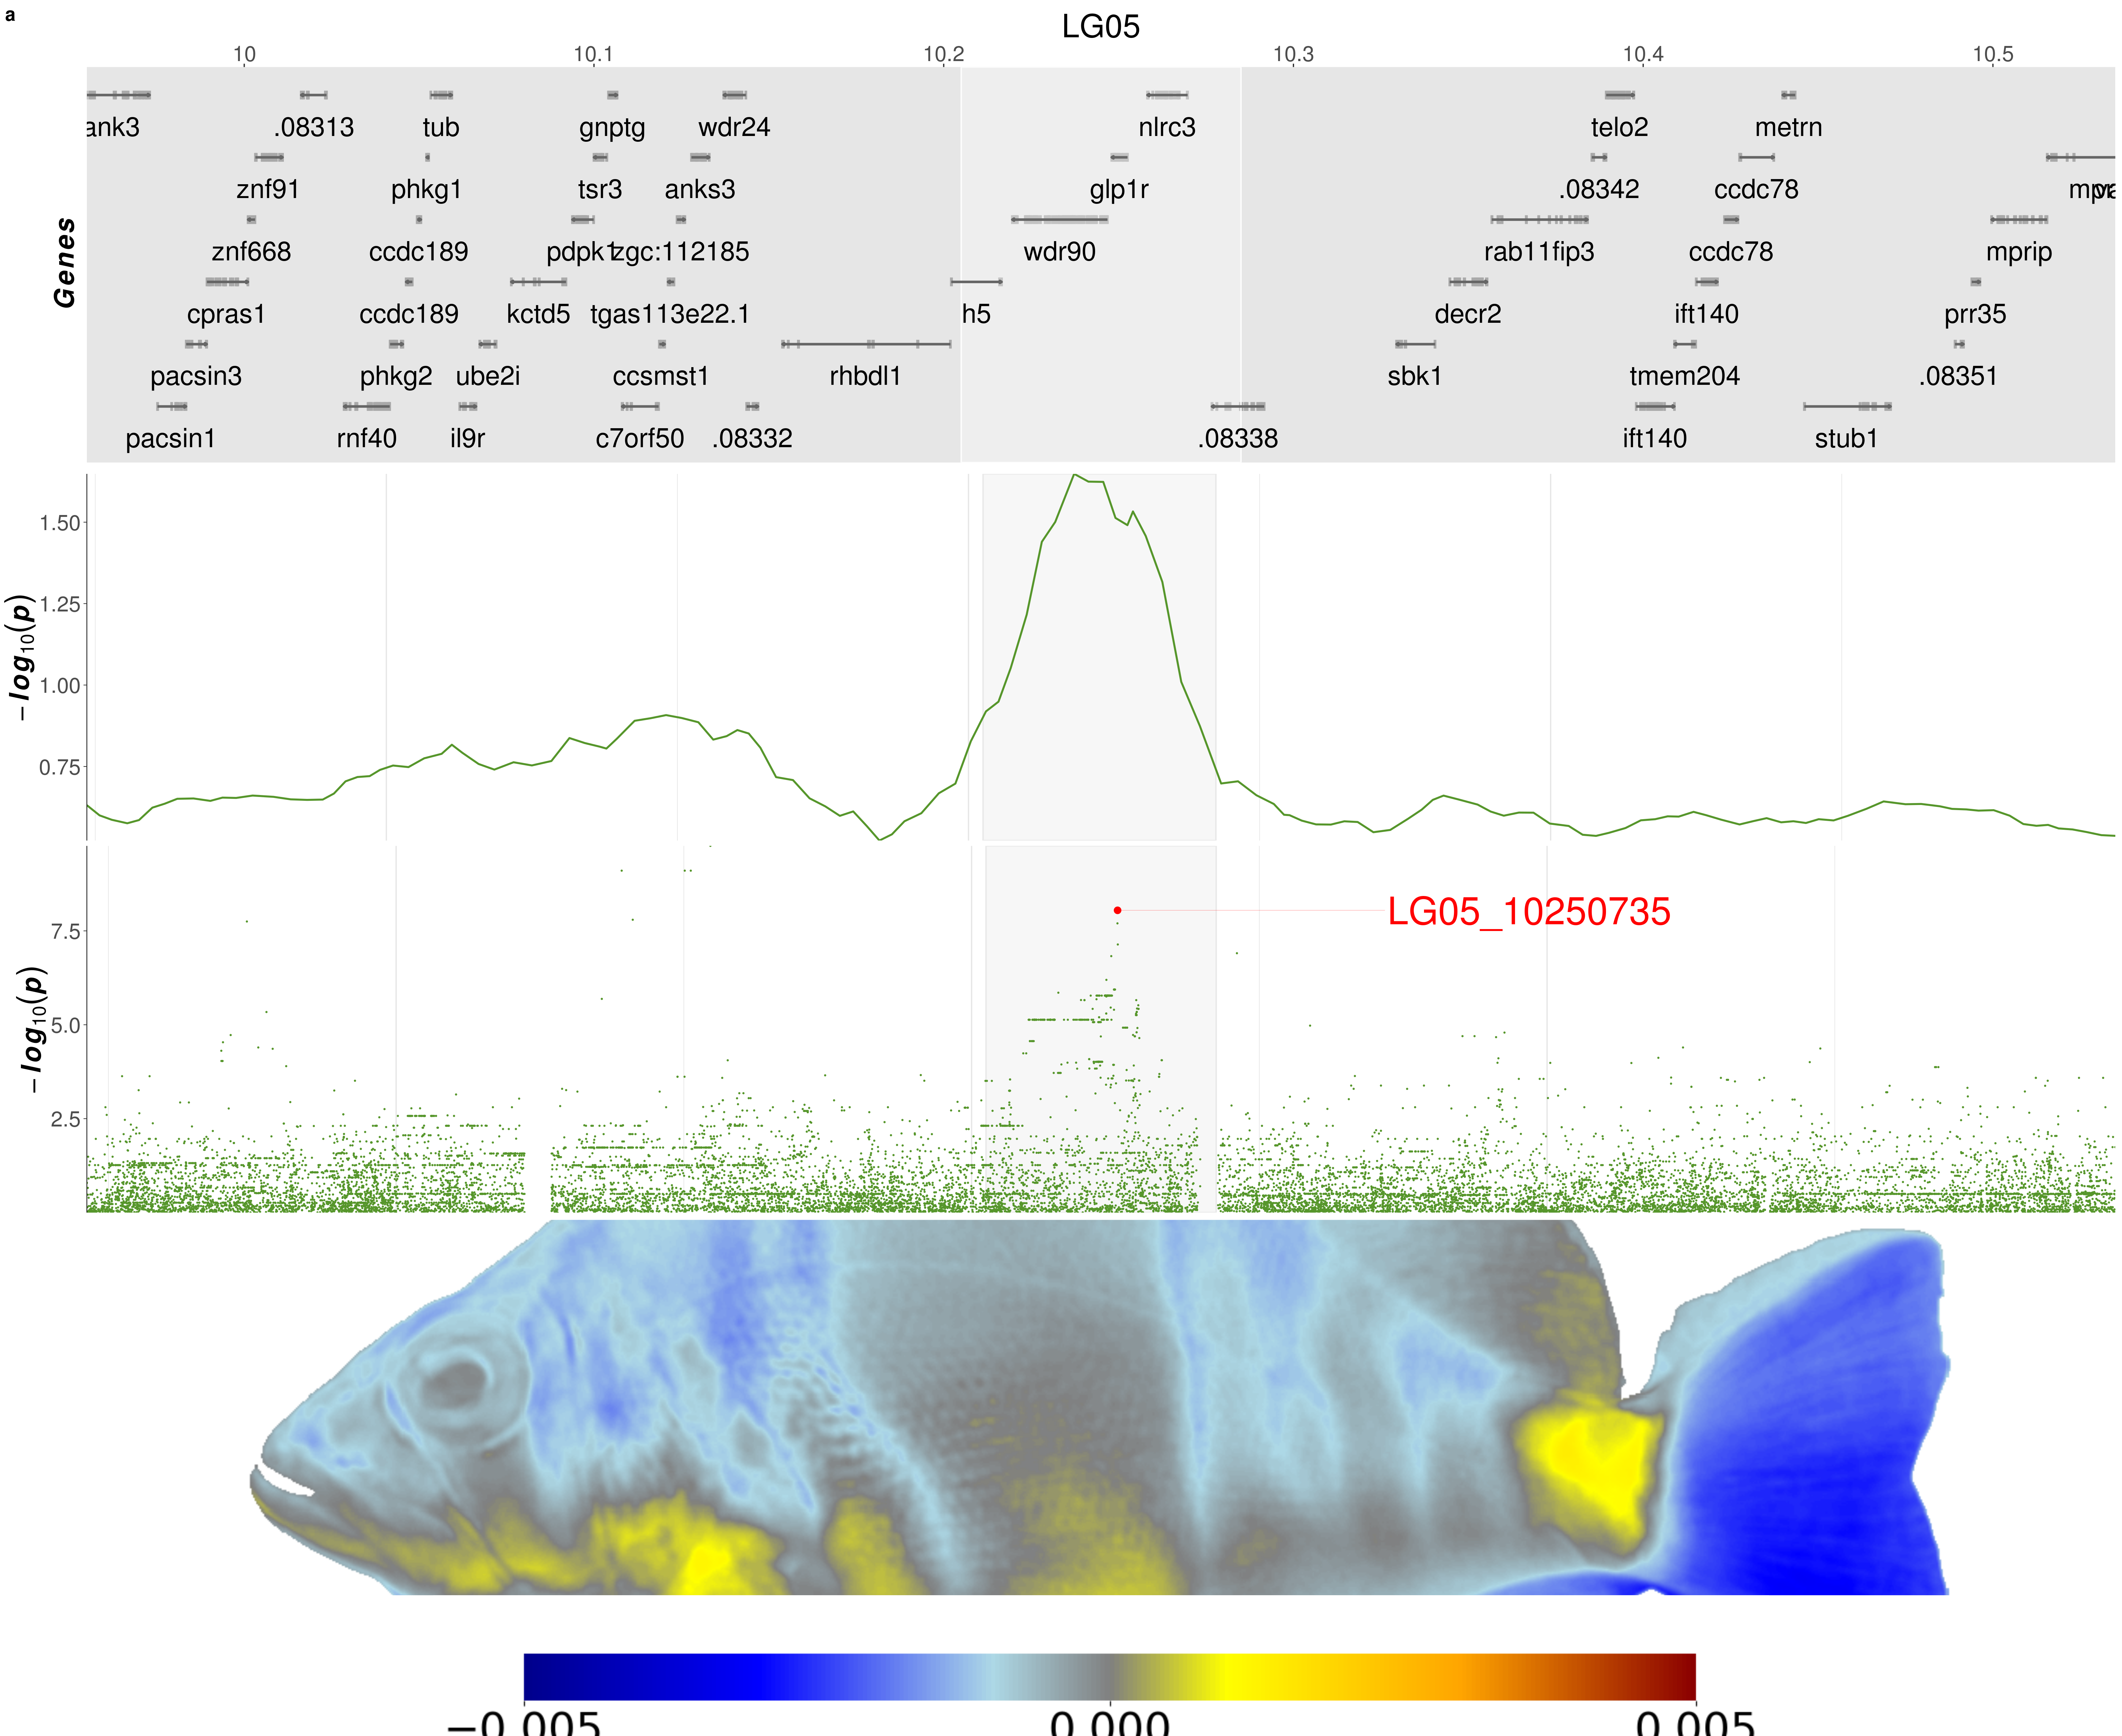 a
LG05
10 10.1 10.2 10.3 10.4 10.5
Genes
ank3 .08313 tub gnptg wdr24 nlrc3 telo2 metrn
znf91 phkg1 tsr3 anks3 glp1r .08342 ccdc78
znf668 ccdc189 zgc:112185 wdr90 rab11fip3 ccdc78 mprip
cpras1 ccdc189 kctd5 tgas113e22.1 h5 decr2 ift140 prr35
pacsin3 phkg2 ube2i ccsmst1 rhbdl1 sbk1 tmem204 .08351
pacsin1 rnf40 il9r c7orf50 .08332 .08338 ift140 stub1
−log10(p)
1.50
1.25
1.00
0.75
−log10(p)
7.5
5.0
2.5
LG05_10250735
−0.005 0.000 0.005